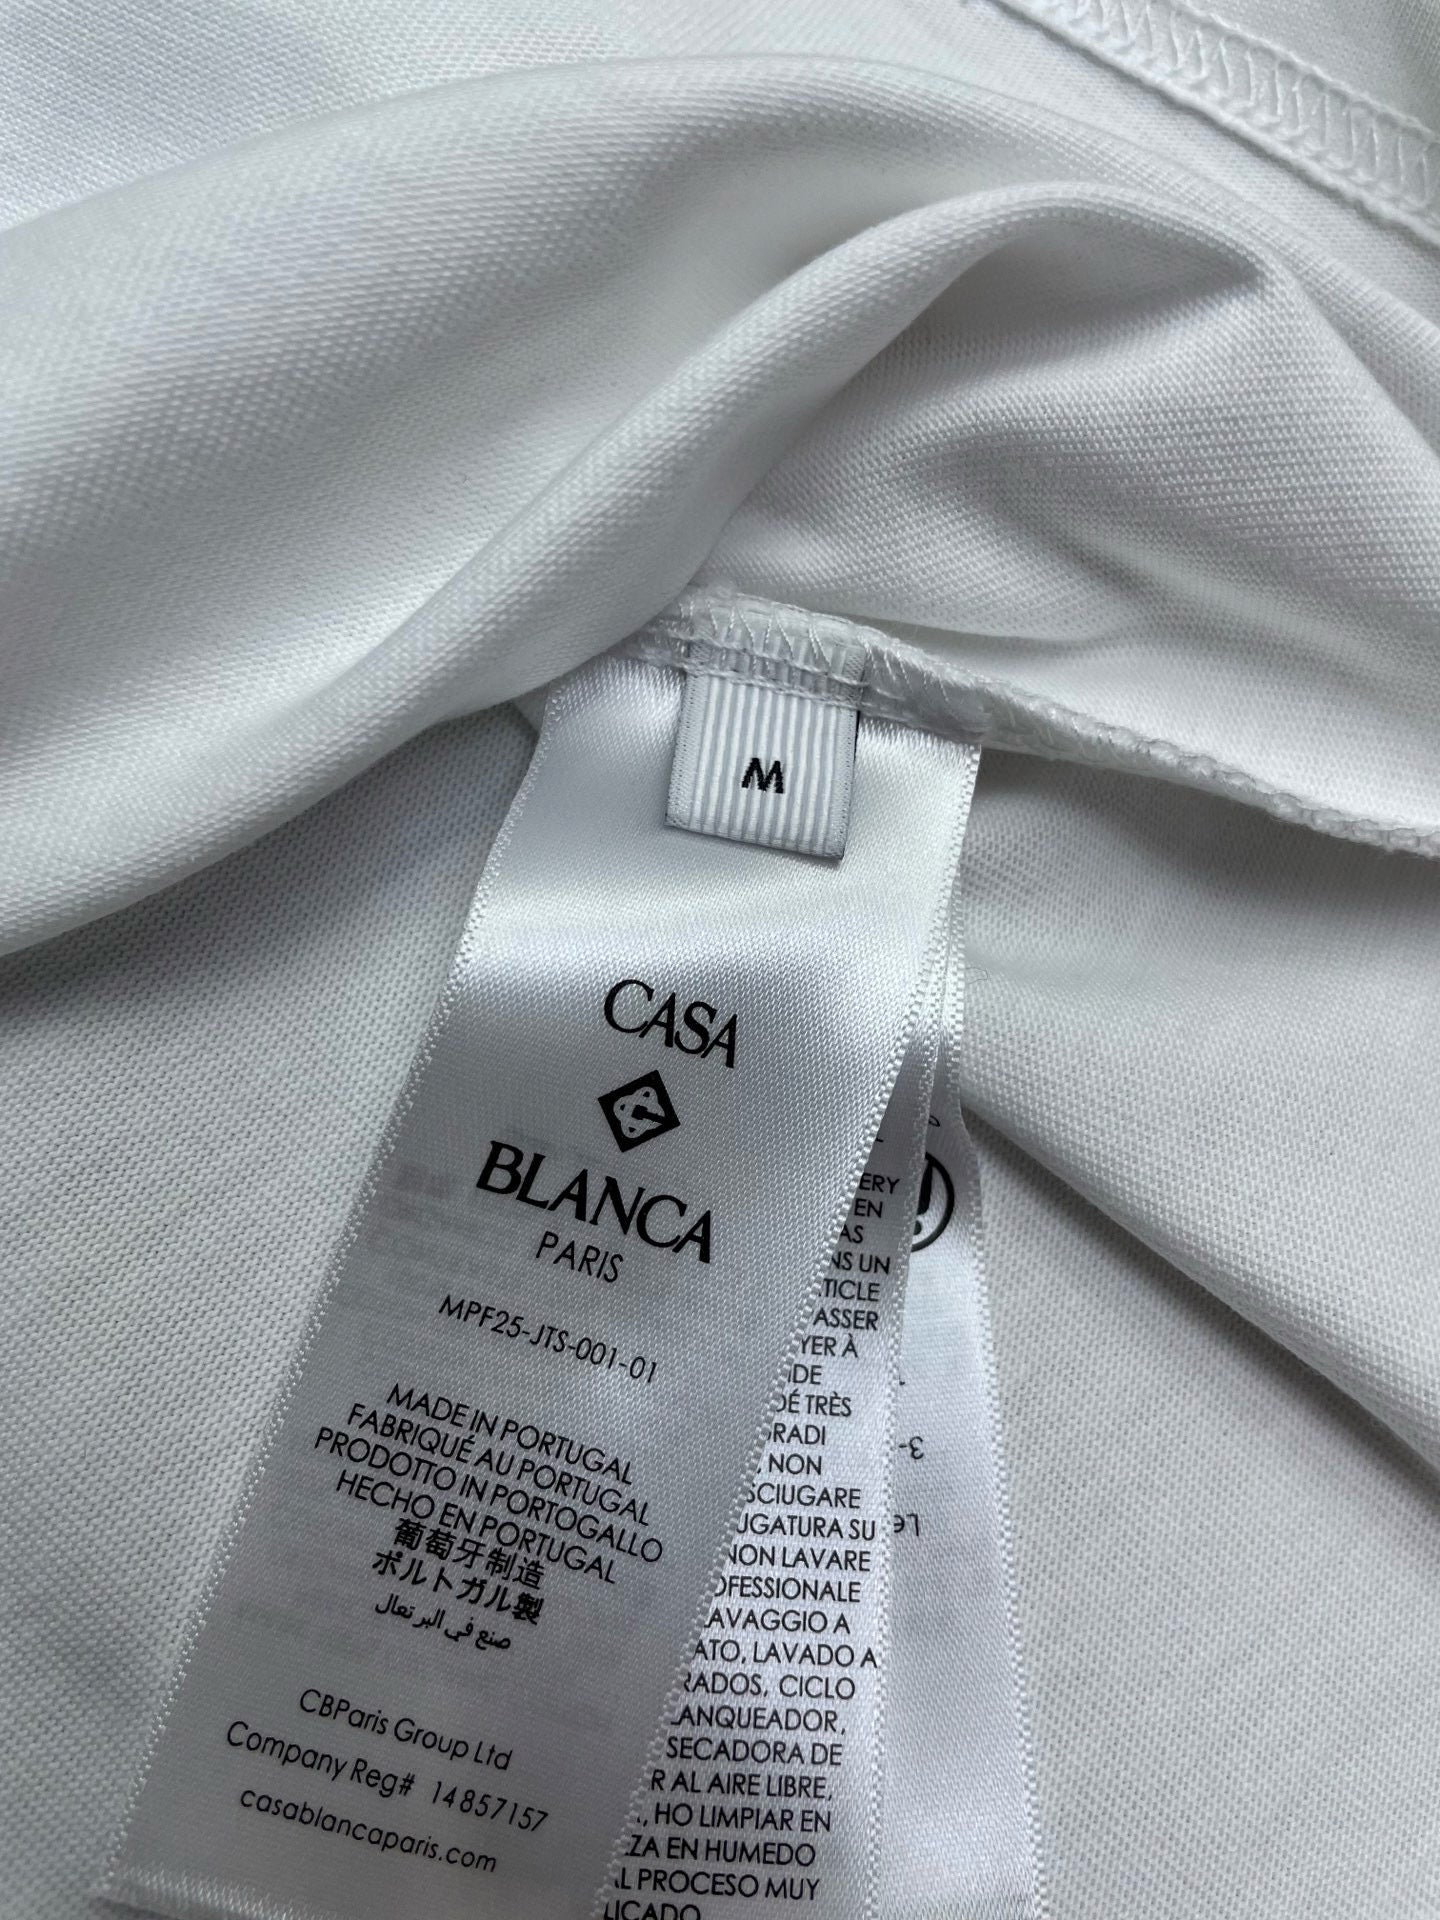 M
CASA
BLANCA
PARIS
MPF25-JTS-001-01
MADE IN PORTUGAL
FABRIQUÉ AU PORTUGAL
PRODOTTO IN PORTOGALLO
HECHO EN PORTUGAL
葡萄牙制造
ポルトガル製
صنع في البرتغال
CBParis Group Ltd
Company Reg# 14857157
casablancaparis.com
ERY
EN
AS
NS UN
TICLE
ASSER
YER À
DE
DÉ TRÈS
RADI
, NON
SCIUGARE
UGATURA SU
NON LAVARE
OFESSIONALE
AVAGGIO A
ATO, LAVADO A
RADOS, CICLO
LANQUEADOR,
SECADORA DE
R AL AIRE LIBRE,
, HO LIMPIAR EN
ZA EN HUMEDO
L PROCESO MUY
LICADO